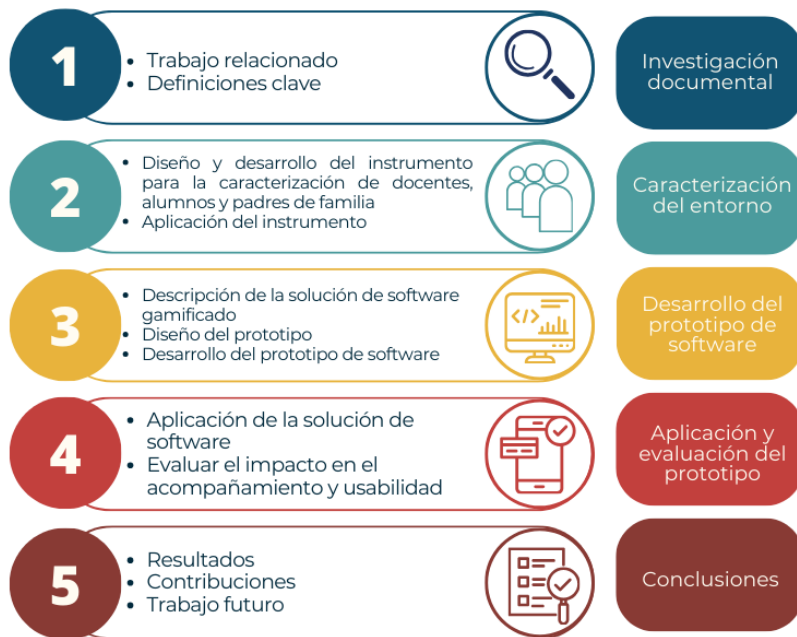 1
• Trabajo relacionado
• Definiciones clave
Investigación
documental
2
• Diseño y desarrollo del instrumento
para la caracterización de docentes,
alumnos y padres de familia
• Aplicación del instrumento
Caracterización
del entorno
3
• Descripción de la solución de software
gamificado
• Diseño del prototipo
• Desarrollo del prototipo de software
</>
Desarrollo del
prototipo de
software
4
• Aplicación de la solución de
software
• Evaluar el impacto en el
acompañamiento y usabilidad
Aplicación y
evaluación del
prototipo
5
• Resultados
• Contribuciones
• Trabajo futuro
Conclusiones